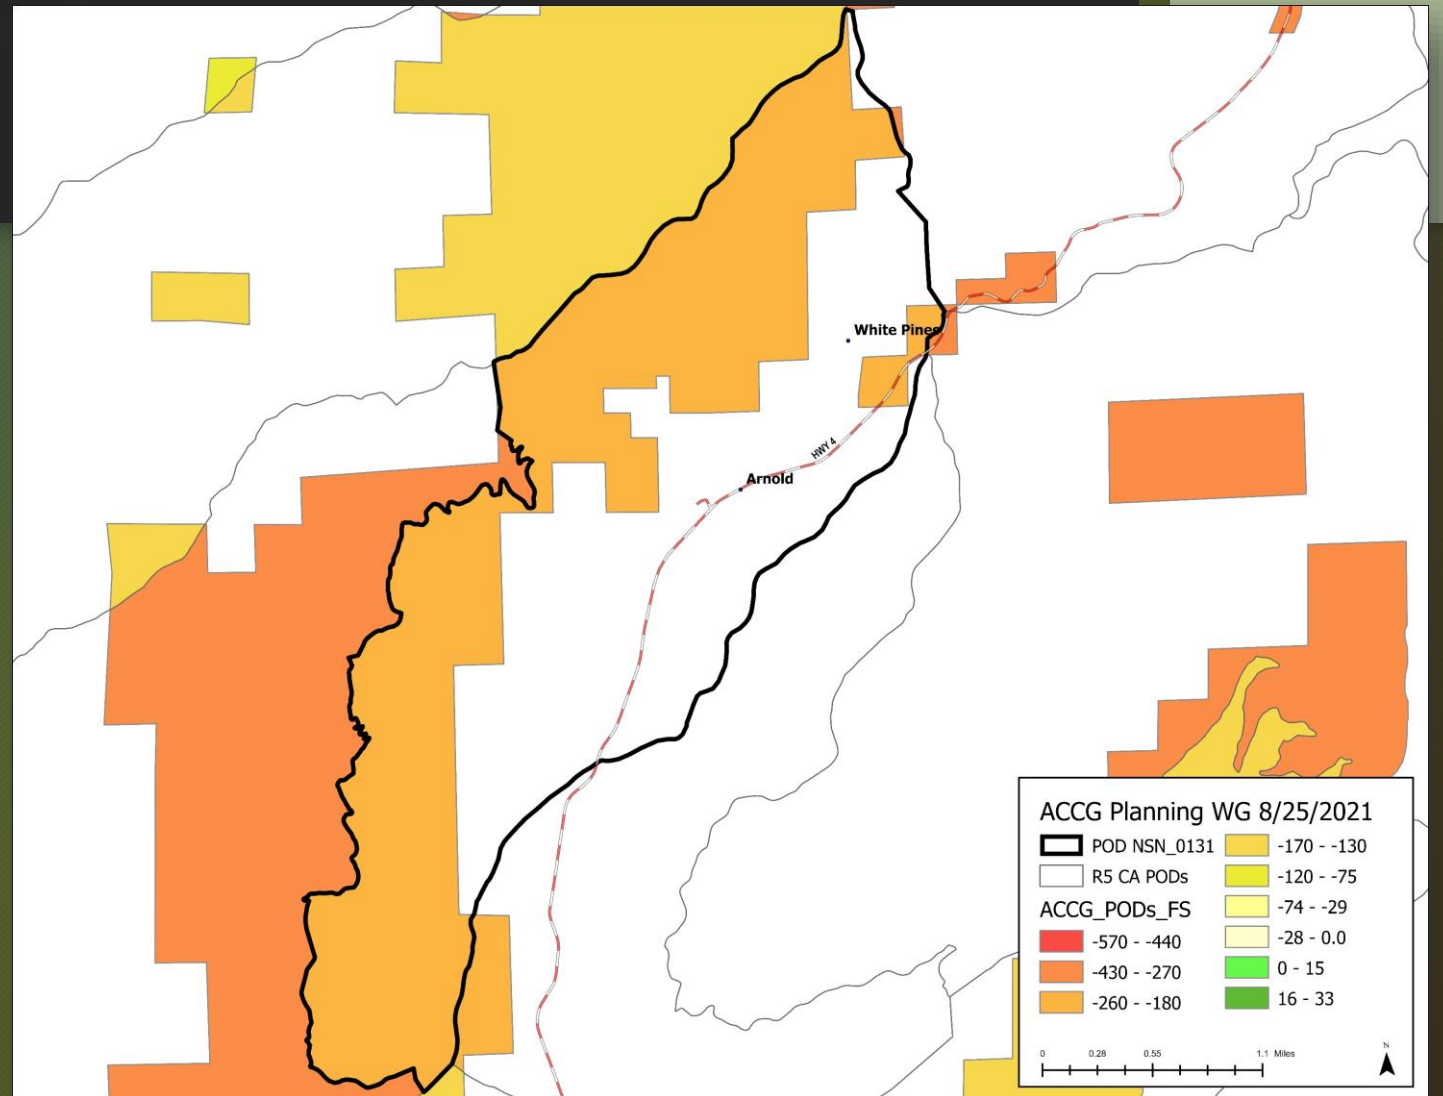 White Pines
HWY 4
Arnold
ACCG Planning WG 8/25/2021
POD NSN_0131
R5 CA PODs
ACCG_PODs_FS
-570 - -440
-430 - -270
-260 - -180
-170 - -130
-120 - -75
-74 - -29
-28 - 0.0
0 - 15
16 - 33
0 0.28 0.55 1.1 Miles
N